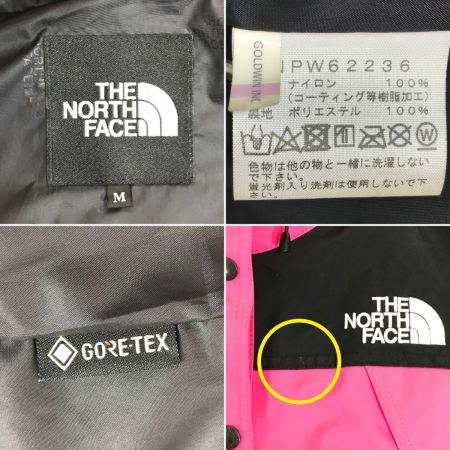 THE
NORTH
FACE
M
GOLDWIN INC.
NPW62236
ナイロン 100%
(コーティング等樹脂加工)
裏地 ポリエステル 100%
色物は他の物と一緒に洗濯しない
で下さい。
蛍光剤入り洗剤は使用しないで下
さい。
GORE-TEX
THE
NORTH
FACE